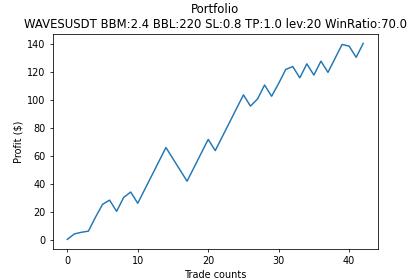 Portfolio
WAVESUSDT BBM:2.4 BBL:220 SL:0.8 TP:1.0 lev:20 WinRatio:70.0
140
120
100
80
60
40
20
0
Profit ($)
0 10 20 30 40
Trade counts